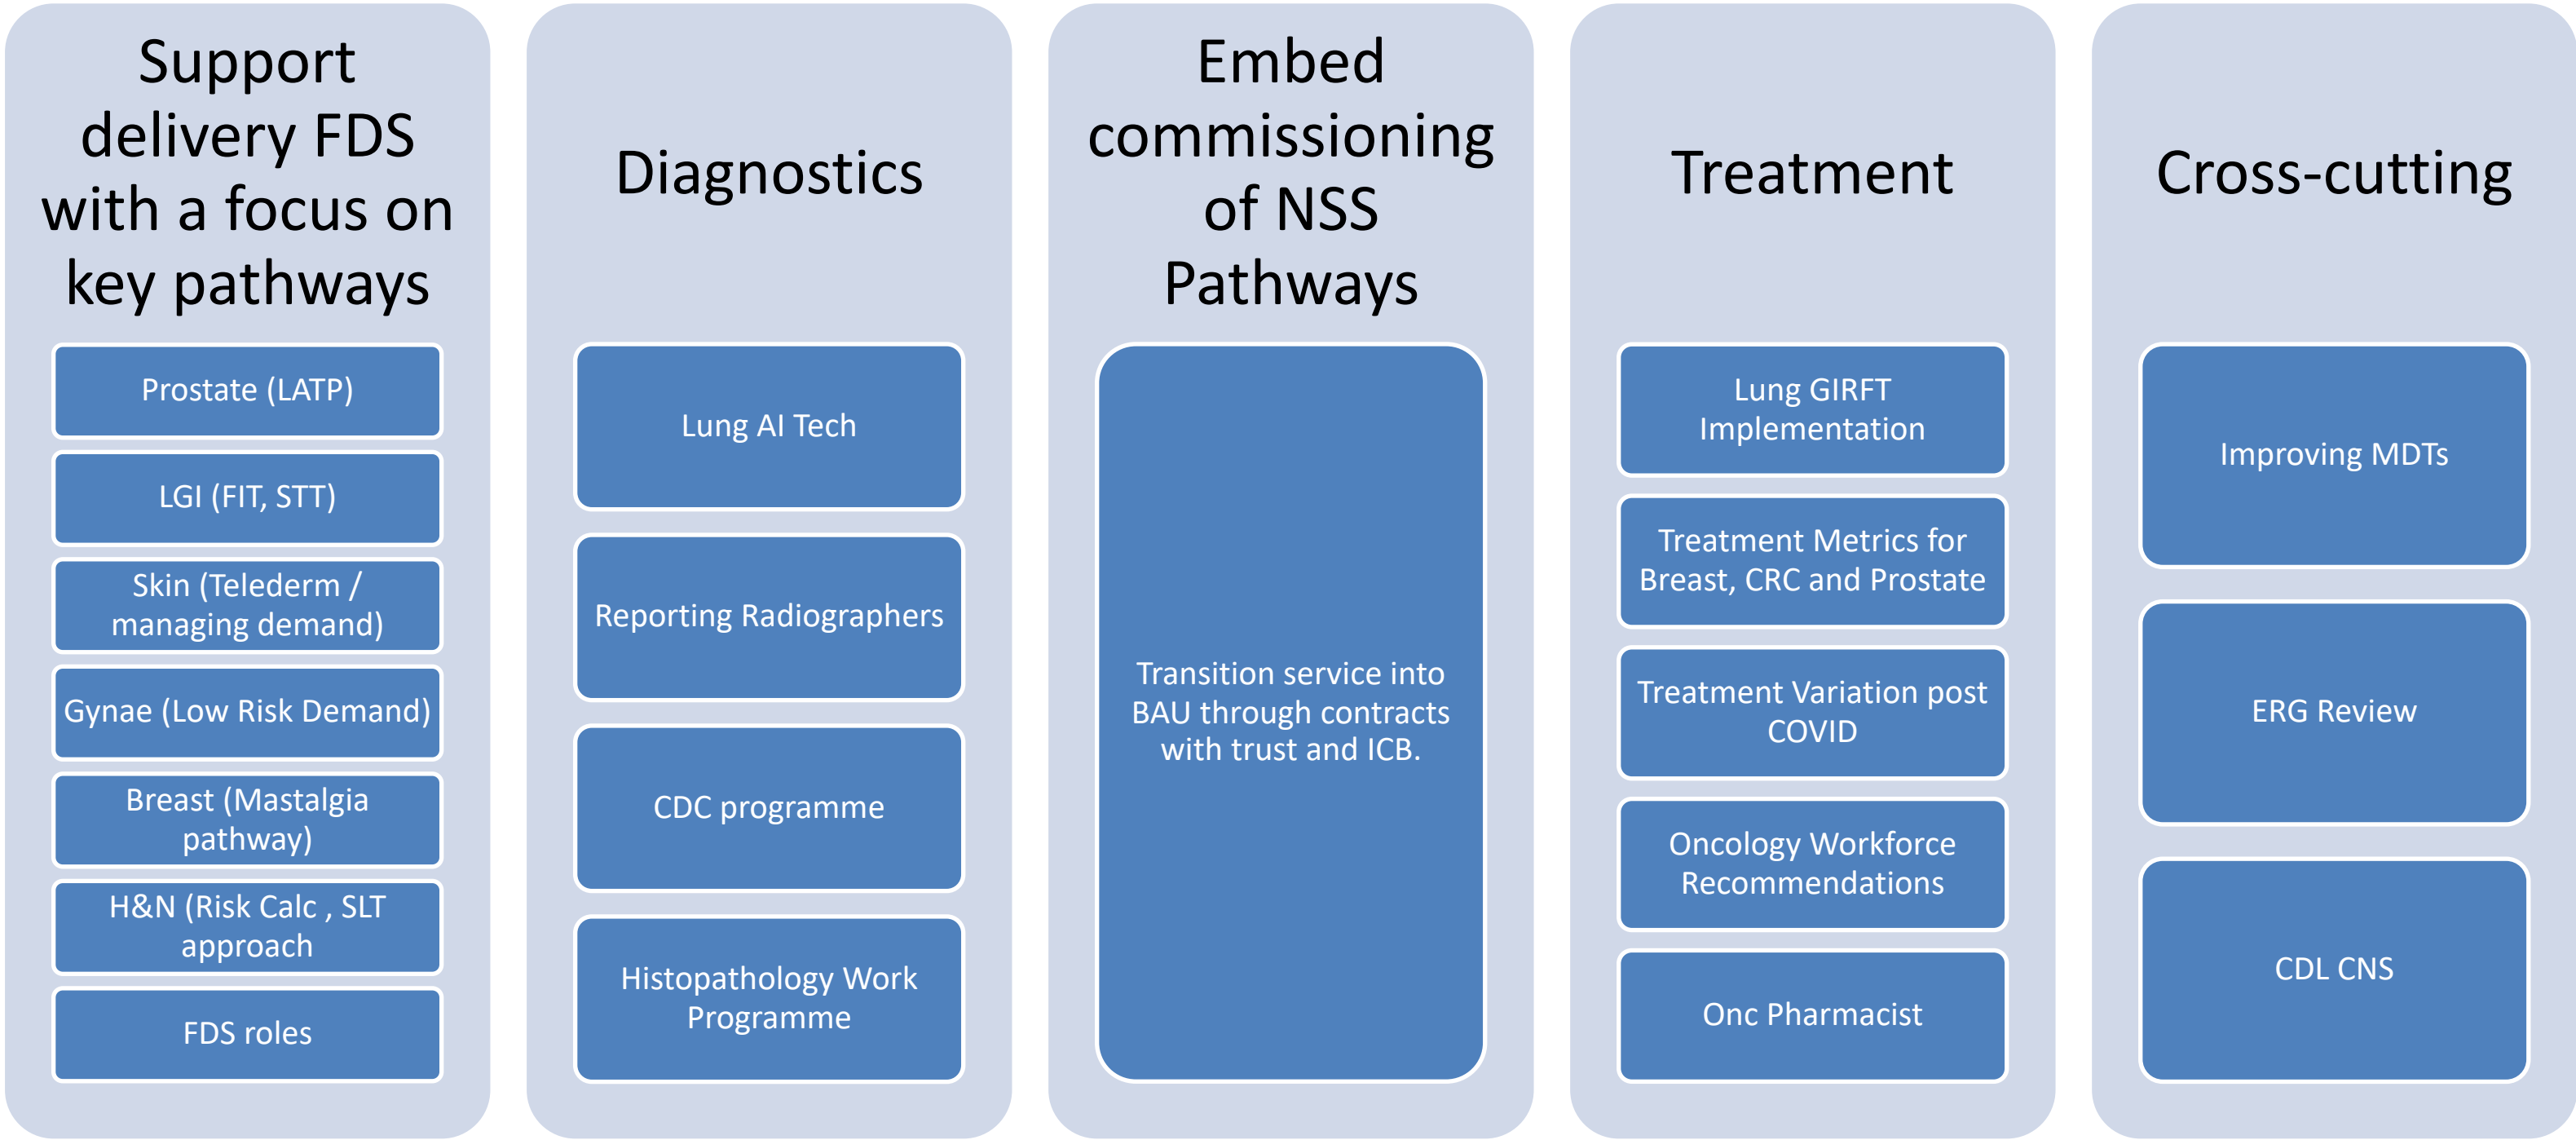 Support
delivery FDS
with a focus on
key pathways
Prostate (LATP)
LGI (FIT, STT)
Skin (Telederm /
managing demand)
Gynae (Low Risk Demand)
Breast (Mastalgia
pathway)
H&N (Risk Calc , SLT
approach
FDS roles
Diagnostics
Lung AI Tech
Reporting Radiographers
CDC programme
Histopathology Work
Programme
Embed
commissioning
of NSS
Pathways
Transition service into
BAU through contracts
with trust and ICB.
Treatment
Lung GIRFT
Implementation
Treatment Metrics for
Breast, CRC and Prostate
Treatment Variation post
COVID
Oncology Workforce
Recommendations
Onc Pharmacist
Cross-cutting
Improving MDTs
ERG Review
CDL CNS